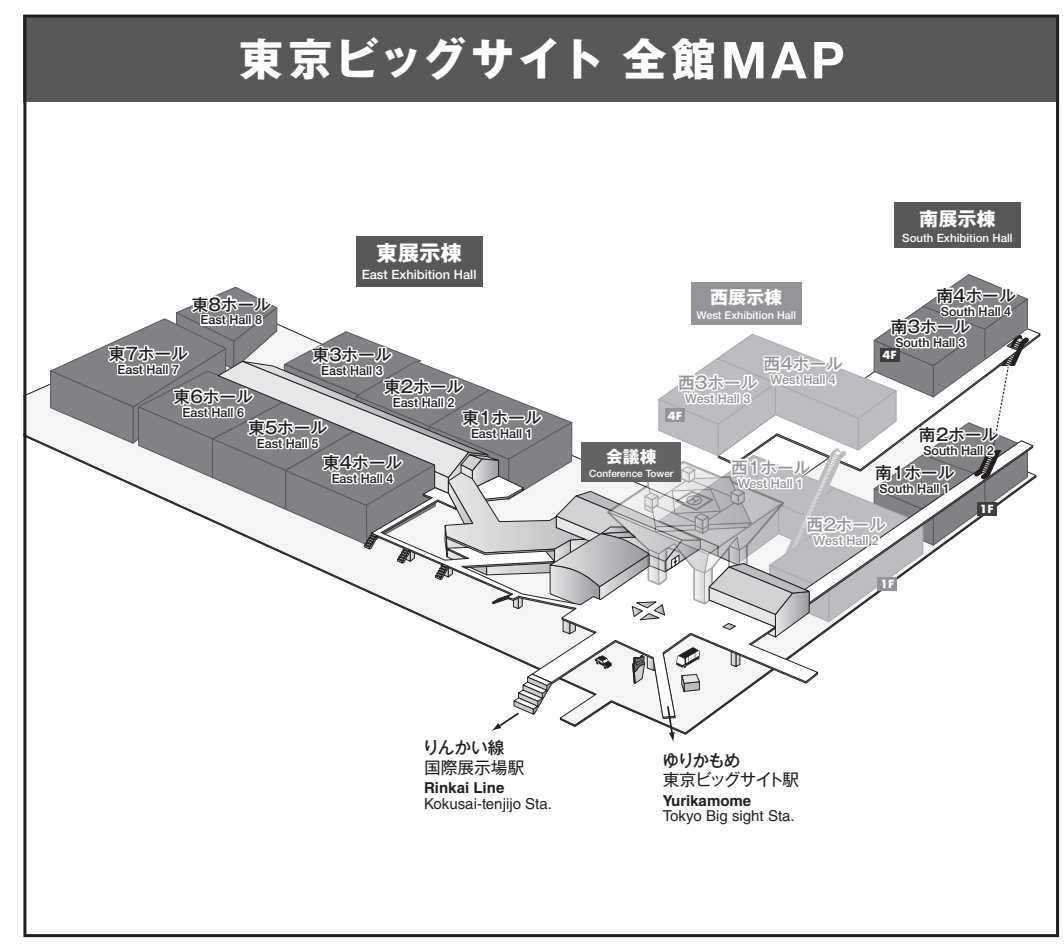 東京ビッグサイト 全館MAP
南展示棟
South Exhibition Hall
東展示棟
East Exhibition Hall
西展示棟
West Exhibition Hall
東8ホール
East Hall 8
東7ホール
East Hall 7
東6ホール
East Hall 6
東5ホール
East Hall 5
東4ホール
East Hall 4
東3ホール
East Hall 3
東2ホール
East Hall 2
東1ホール
East Hall 1
南4ホール
South Hall 4
南3ホール
South Hall 3
4F
西4ホール
West Hall 4
西3ホール
West Hall 3
4F
南2ホール
South Hall 2
南1ホール
South Hall 1
1F
会議棟
Conference Tower
西1ホール
West Hall 1
西2ホール
West Hall 2
1F
りんかい線
国際展示場駅
Rinkai Line
Kokusai-tenjijo Sta.
ゆりかもめ
東京ビッグサイト駅
Yurikamome
Tokyo Big sight Sta.